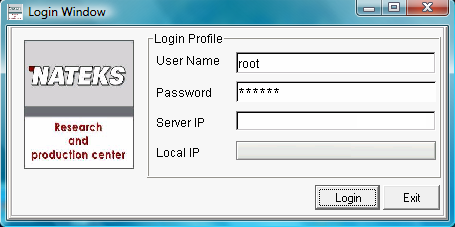 Login Window
NATEKS
Research
and
production center
Login Profile
User Name
root
Password
******
Server IP
Local IP
Login
Exit